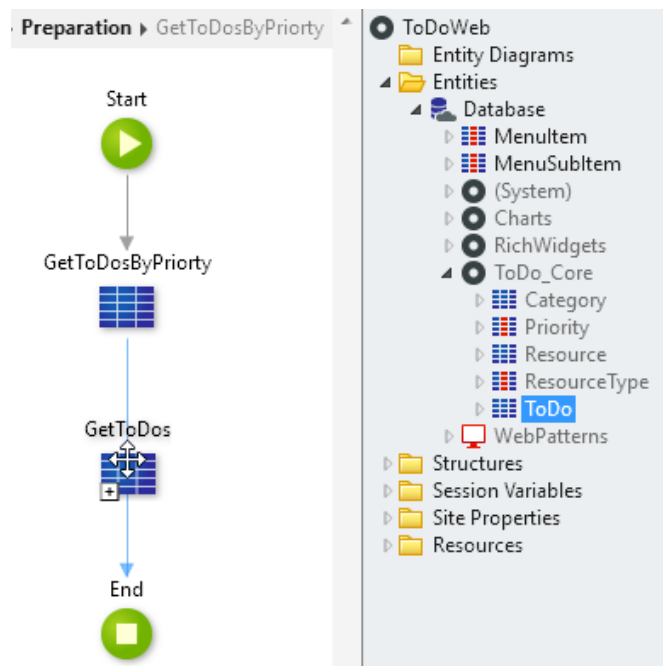 Preparation GetToDosByPriorty
Start
GetToDosByPriorty
GetToDos
End
ToDoWeb
Entity Diagrams
Entities
Database
MenuItem
MenuSubItem
(System)
Charts
RichWidgets
ToDo_Core
Category
Priority
Resource
ResourceType
ToDo
WebPatterns
Structures
Session Variables
Site Properties
Resources